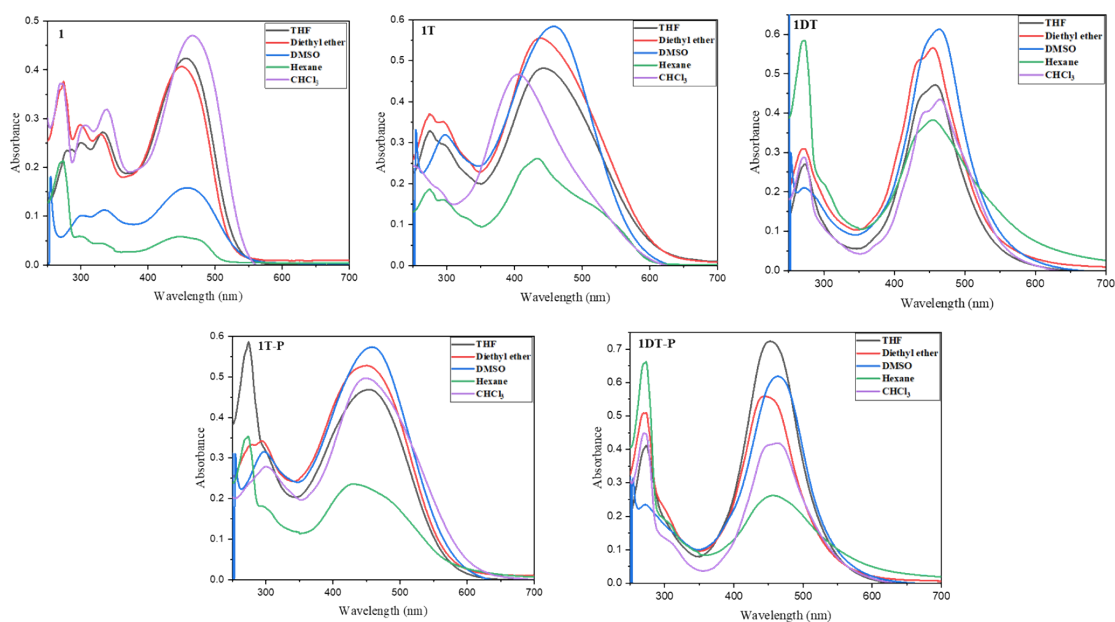 1
THF
Diethyl ether
DMSO
Hexane
CHCl₃
Absorbance
0.5
0.4
0.3
0.2
0.1
0.0
300 400 500 600 700
Wavelength (nm)
1T
THF
Diethyl ether
DMSO
Hexane
CHCl₃
Absorbance
0.6
0.5
0.4
0.3
0.2
0.1
0.0
300 400 500 600 700
Wavelength (nm)
1DT
THF
Diethyl ether
DMSO
Hexane
CHCl₃
Absorbance
0.6
0.5
0.4
0.3
0.2
0.1
0.0
300 400 500 600 700
Wavelength (nm)
1T-P
THF
Diethyl ether
DMSO
Hexane
CHCl₃
Absorbance
0.6
0.5
0.4
0.3
0.2
0.1
0.0
300 400 500 600 700
Wavelength (nm)
1DT-P
THF
Diethyl ether
DMSO
Hexane
CHCl₃
Absorbance
0.7
0.6
0.5
0.4
0.3
0.2
0.1
0.0
300 400 500 600 700
Wavelength (nm)